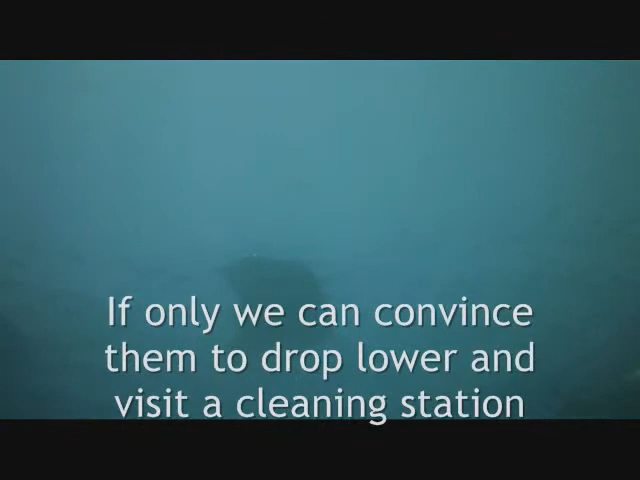 If only we can convince
them to drop lower and
visit a cleaning station